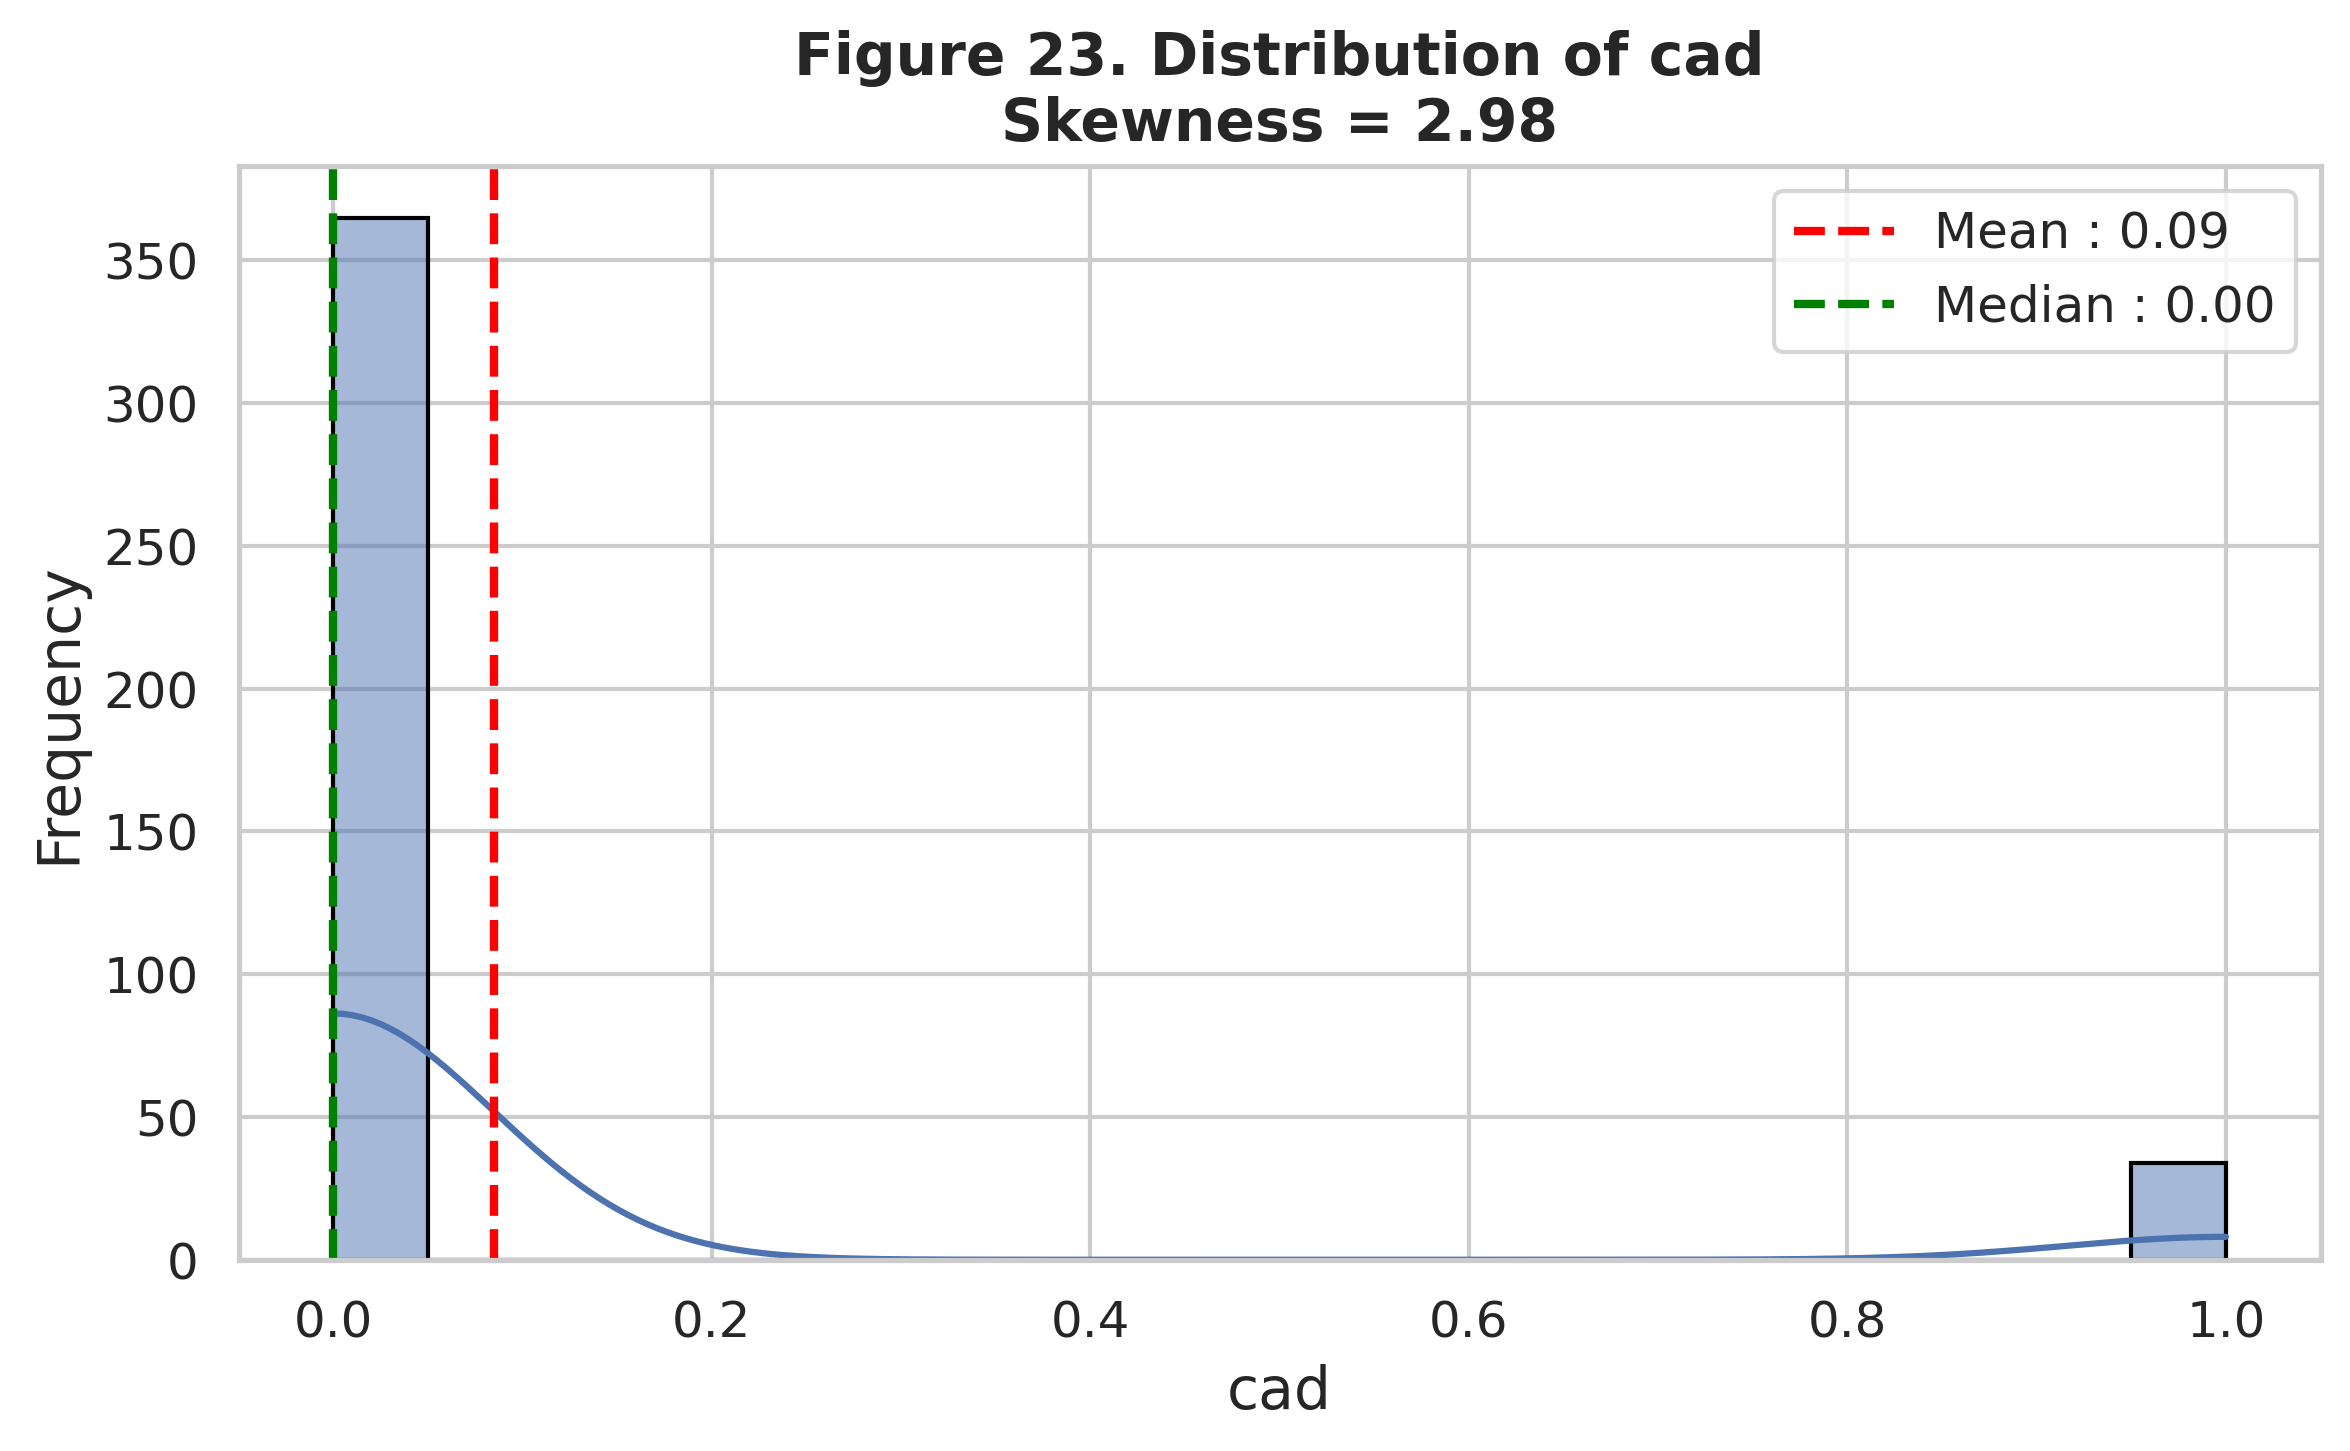 Figure 23. Distribution of cad
Skewness = 2.98
Mean : 0.09
Median : 0.00
Frequency
350
300
250
200
150
100
50
0
0.0 0.2 0.4 0.6 0.8 1.0
cad